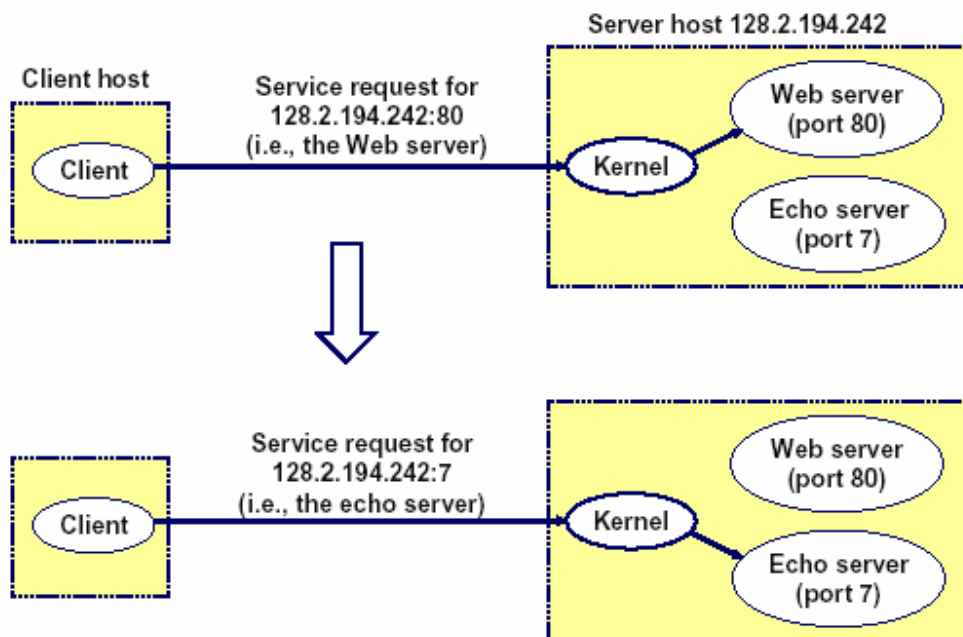 Server host 128.2.194.242
Client host
Service request for
128.2.194.242:80
(i.e., the Web server)
Client
Kernel
Web server
(port 80)
Echo server
(port 7)
Service request for
128.2.194.242:7
(i.e., the echo server)
Client
Kernel
Web server
(port 80)
Echo server
(port 7)